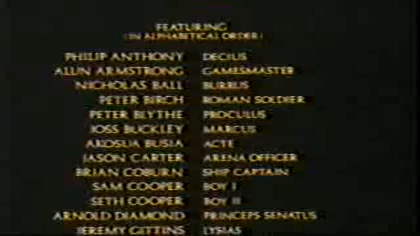 FEATURING
(IN ALPHABETICAL ORDER)
PHILIP ANTHONY DECIUS
ALUN ARMSTRONG GAMESMASTER
NICHOLAS BALL BURRUS
PETER BIRCH ROMAN SOLDIER
PETER BLYTHE PROCULUS
JOSS BUCKLEY MARCUS
AKOSUA BUSIA ACTE
JASON CARTER ARENA OFFICER
BRIAN COBURN SHIP CAPTAIN
SAM COOPER BOY I
SETH COOPER BOY II
ARNOLD DIAMOND PRINCEPS SENATUS
JEREMY GITTINS LYSIAS